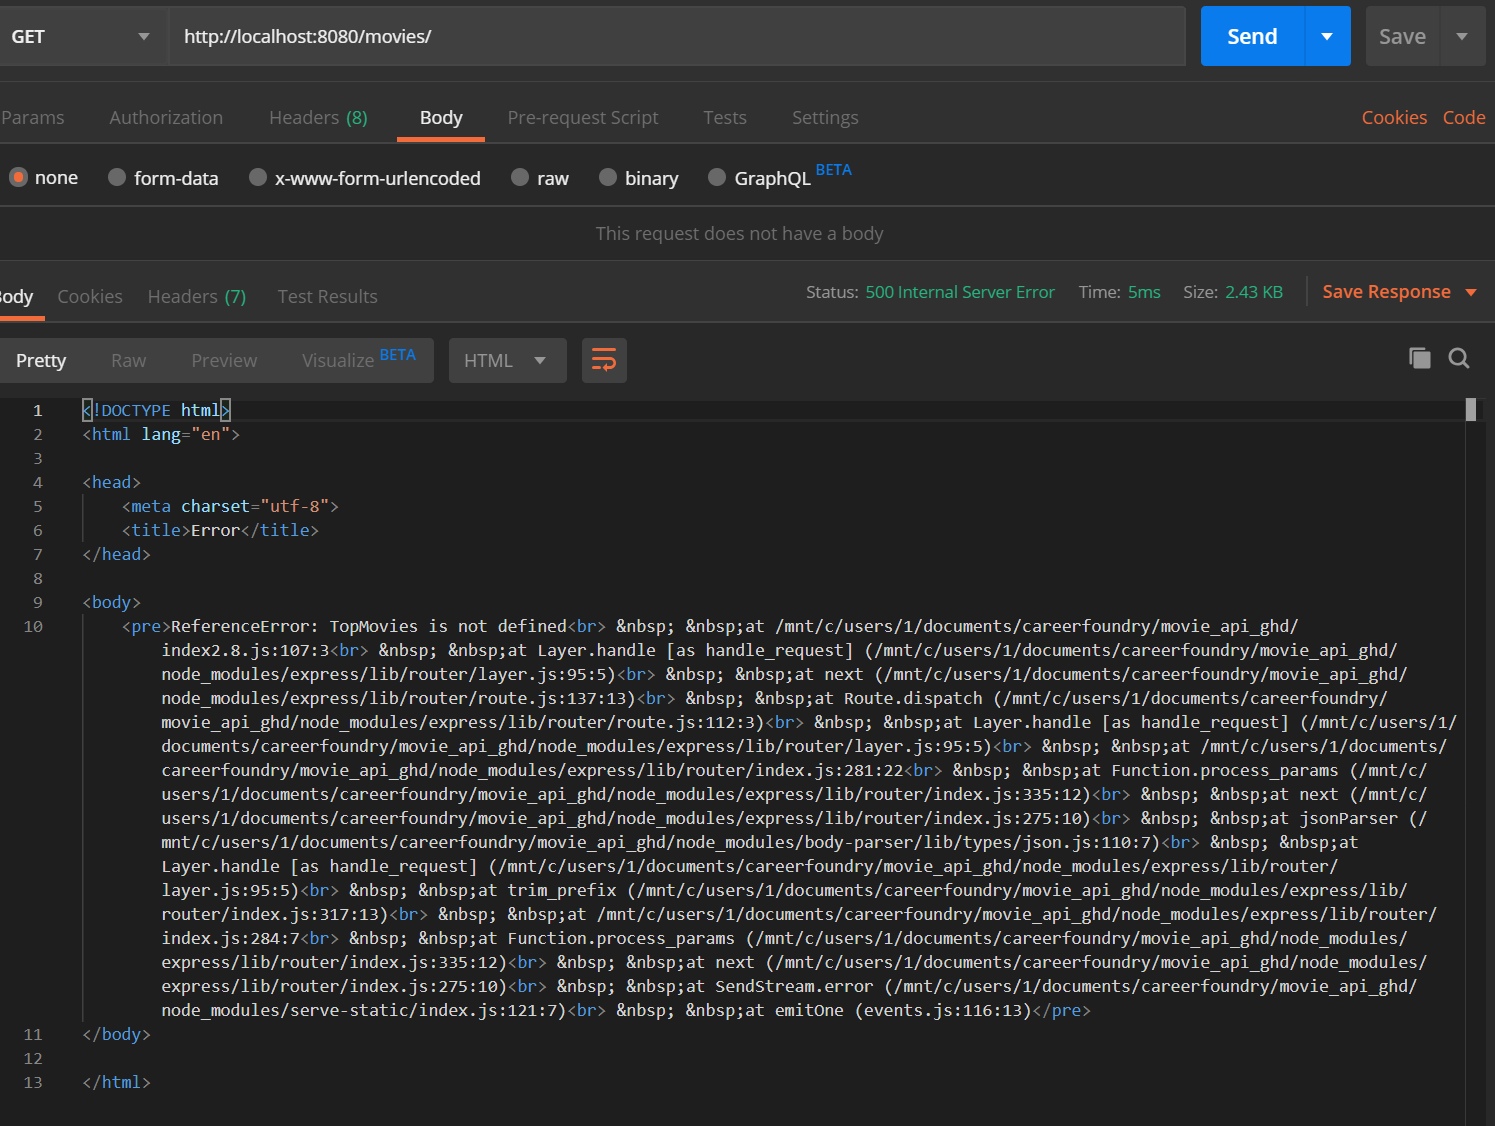 GET http://localhost:8080/movies/ Send Save
Params Authorization Headers (8) Body Pre-request Script Tests Settings Cookies Code
none form-data x-www-form-urlencoded raw binary GraphQL BETA
This request does not have a body
Body Cookies Headers (7) Test Results Status: 500 Internal Server Error Time: 5ms Size: 2.43 KB Save Response
Pretty Raw Preview Visualize BETA HTML
1 <!DOCTYPE html>
2 <html lang="en">
3
4 <head>
5 <meta charset="utf-8">
6 <title>Error</title>
7 </head>
8
9 <body>
10 <pre>ReferenceError: TopMovies is not defined<br> &nbsp; &nbsp;at /mnt/c/users/1/documents/careerfoundry/movie_api_ghd/
index2.8.js:107:3<br> &nbsp; &nbsp;at Layer.handle [as handle_request] (/mnt/c/users/1/documents/careerfoundry/movie_api_ghd/
node_modules/express/lib/router/layer.js:95:5)<br> &nbsp; &nbsp;at next (/mnt/c/users/1/documents/careerfoundry/movie_api_ghd/
node_modules/express/lib/router/route.js:137:13)<br> &nbsp; &nbsp;at Route.dispatch (/mnt/c/users/1/documents/careerfoundry/
movie_api_ghd/node_modules/express/lib/router/route.js:112:3)<br> &nbsp; &nbsp;at Layer.handle [as handle_request] (/mnt/c/users/1/
documents/careerfoundry/movie_api_ghd/node_modules/express/lib/router/layer.js:95:5)<br> &nbsp; &nbsp;at /mnt/c/users/1/documents/
careerfoundry/movie_api_ghd/node_modules/express/lib/router/index.js:281:22<br> &nbsp; &nbsp;at Function.process_params (/mnt/c/
users/1/documents/careerfoundry/movie_api_ghd/node_modules/express/lib/router/index.js:335:12)<br> &nbsp; &nbsp;at next (/mnt/c/
users/1/documents/careerfoundry/movie_api_ghd/node_modules/express/lib/router/index.js:275:10)<br> &nbsp; &nbsp;at jsonParser (/
mnt/c/users/1/documents/careerfoundry/movie_api_ghd/node_modules/body-parser/lib/types/json.js:110:7)<br> &nbsp; &nbsp;at
Layer.handle [as handle_request] (/mnt/c/users/1/documents/careerfoundry/movie_api_ghd/node_modules/express/lib/router/
layer.js:95:5)<br> &nbsp; &nbsp;at trim_prefix (/mnt/c/users/1/documents/careerfoundry/movie_api_ghd/node_modules/express/lib/
router/index.js:317:13)<br> &nbsp; &nbsp;at /mnt/c/users/1/documents/careerfoundry/movie_api_ghd/node_modules/express/lib/router/
index.js:284:7<br> &nbsp; &nbsp;at Function.process_params (/mnt/c/users/1/documents/careerfoundry/movie_api_ghd/node_modules/
express/lib/router/index.js:335:12)<br> &nbsp; &nbsp;at next (/mnt/c/users/1/documents/careerfoundry/movie_api_ghd/node_modules/
express/lib/router/index.js:275:10)<br> &nbsp; &nbsp;at SendStream.error (/mnt/c/users/1/documents/careerfoundry/movie_api_ghd/
node_modules/serve-static/index.js:121:7)<br> &nbsp; &nbsp;at emitOne (events.js:116:13)</pre>
11 </body>
12
13 </html>